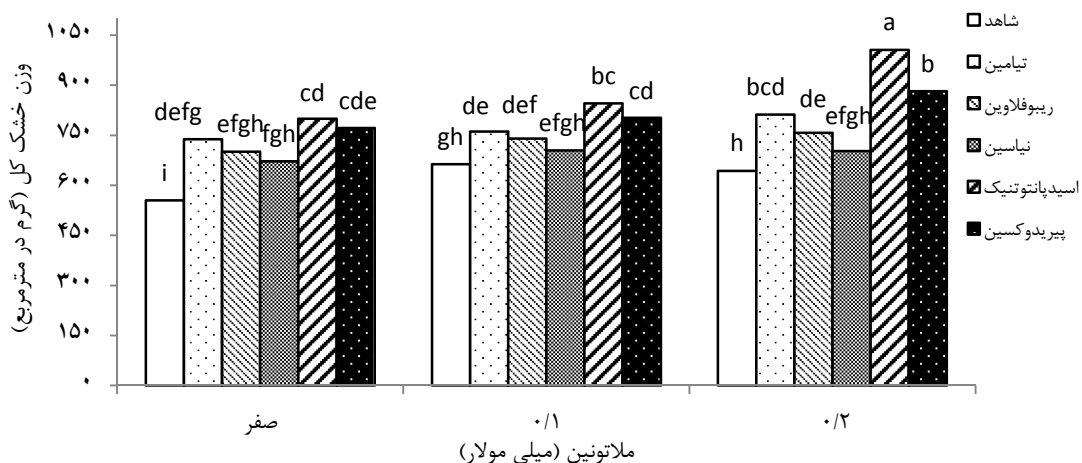 وزن خشک کل (گرم در مترمربع)
۱۰۵۰
۹۰۰
۷۵۰
۶۰۰
۴۵۰
۳۰۰
۱۵۰
۰
i
defg
efgh
fgh
cd
cde
gh
de
def
efgh
bc
cd
h
bcd
de
efgh
a
b
صفر
۰/۱
۰/۲
ملاتونین (میلی مولار)
شاهد
تیامین
ریبوفلاوین
نیاسین
اسیدپانتوتنیک
پیریدوکسین